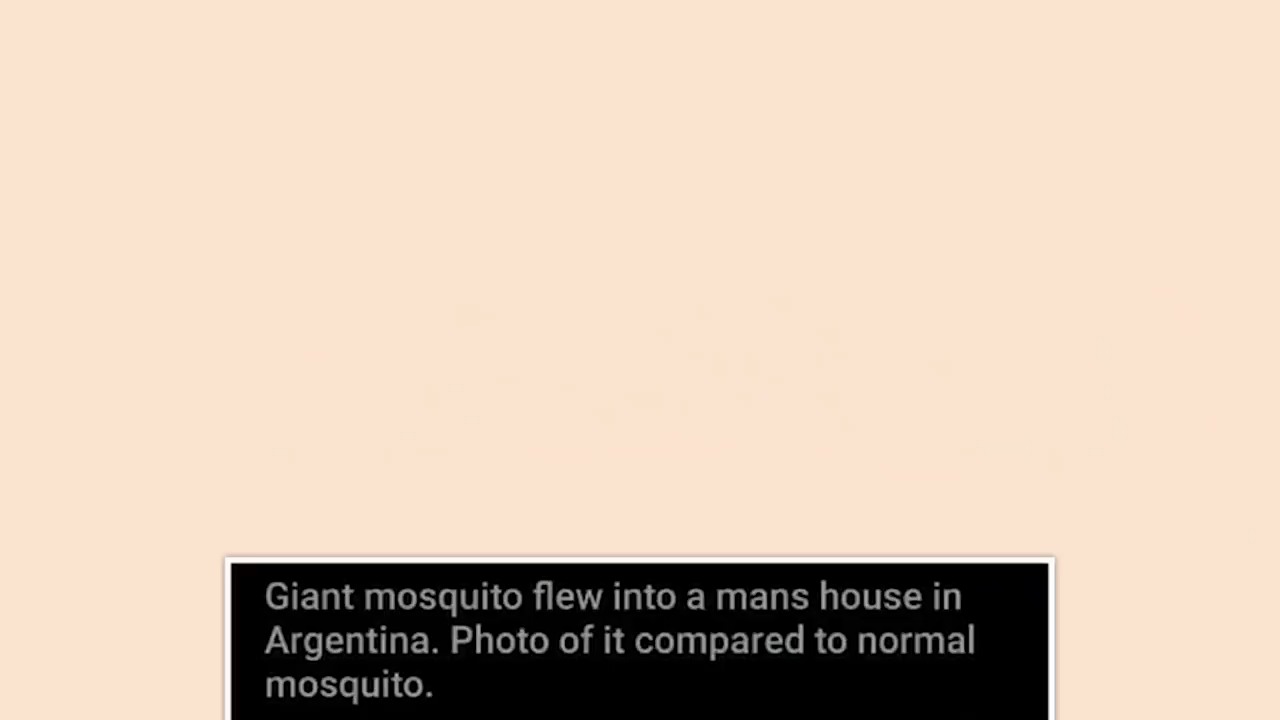 Giant mosquito flew into a mans house in
Argentina. Photo of it compared to normal
mosquito.